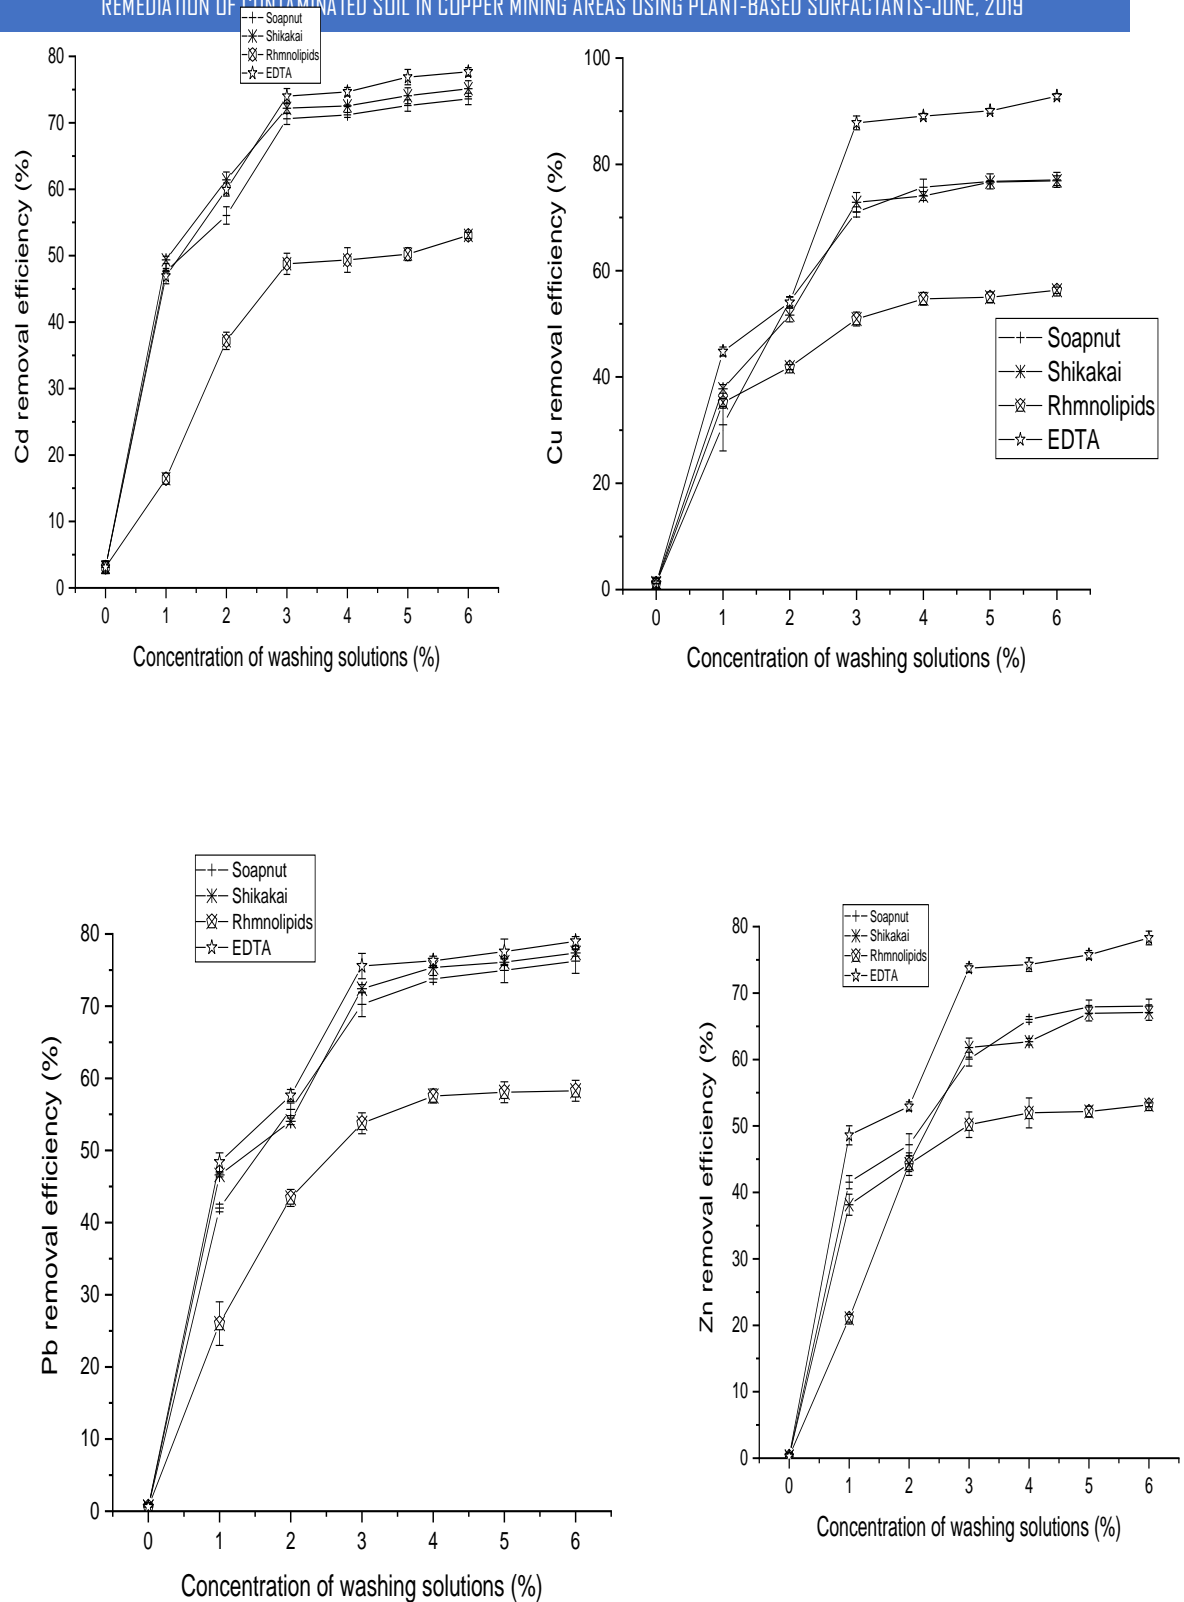 REMEDIATION OF CONTAMINATED SOIL IN COPPER MINING AREAS USING PLANT-BASED SURFACTANTS-JUNE, 2019
Soapnut
Shikakai
Rhmnolipids
EDTA
80
70
60
50
40
30
20
10
0
Cd removal efficiency (%)
0 1 2 3 4 5 6
Concentration of washing solutions (%)
100
80
60
40
20
0
Cu removal efficiency (%)
Soapnut
Shikakai
Rhmnolipids
EDTA
0 1 2 3 4 5 6
Concentration of washing solutions (%)
Soapnut
Shikakai
Rhmnolipids
EDTA
80
70
60
50
40
30
20
10
0
Pb removal efficiency (%)
0 1 2 3 4 5 6
Concentration of washing solutions (%)
Soapnut
Shikakai
Rhmnolipids
EDTA
80
70
60
50
40
30
20
10
0
Zn removal efficiency (%)
0 1 2 3 4 5 6
Concentration of washing solutions (%)